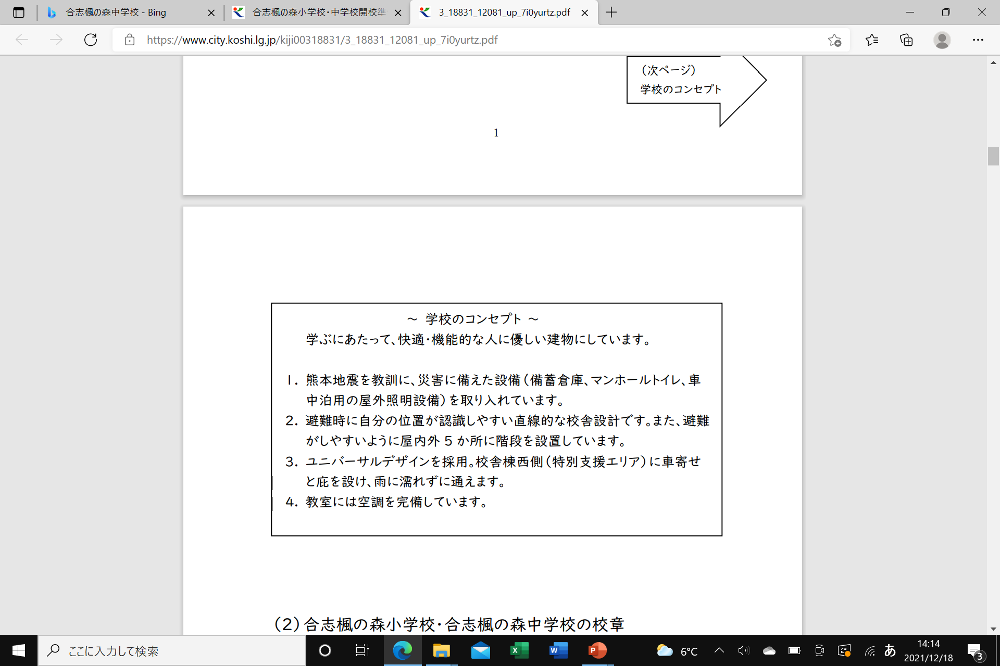 合志楓の森中学校 - Bing
合志楓の森小学校・中学校開校準
3_18831_12081_up_7i0yurtz.pdf
https://www.city.koshi.lg.jp/kiji00318831/3_18831_12081_up_7i0yurtz.pdf
（次ページ）
学校のコンセプト
1
～ 学校のコンセプト ～
学ぶにあたって、快適・機能的な人に優しい建物にしています。
1. 熊本地震を教訓に、災害に備えた設備（備蓄倉庫、マンホールトイレ、車
中泊用の屋外照明設備）を取り入れています。
2. 避難時に自分の位置が認識しやすい直線的な校舎設計です。また、避難
がしやすいように屋内外 5 か所に階段を設置しています。
3. ユニバーサルデザインを採用。校舎棟西側（特別支援エリア）に車寄せ
と庇を設け、雨に濡れずに通えます。
4. 教室には空調を完備しています。
（2）合志楓の森小学校・合志楓の森中学校の校章
ここに入力して検索
6℃
あ
14:14
2021/12/18
3